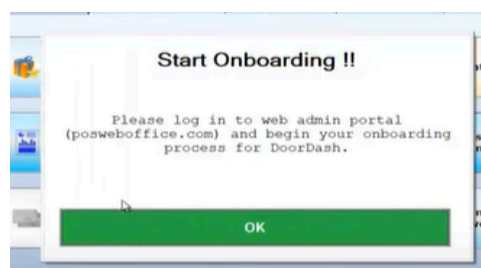 Start Onboarding !!
Please log in to web admin portal
(posweboffice.com) and begin your onboarding
process for DoorDash.
OK